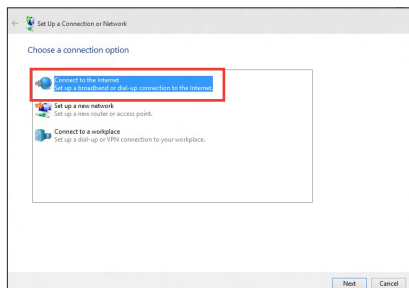 Set Up a Connection or Network
Choose a connection option
Connect to the Internet
Set up a broadband or dial-up connection to the Internet.
Set up a new network
Set up a new router or access point.
Connect to a workplace
Set up a dial-up or VPN connection to your workplace.
Next Cancel